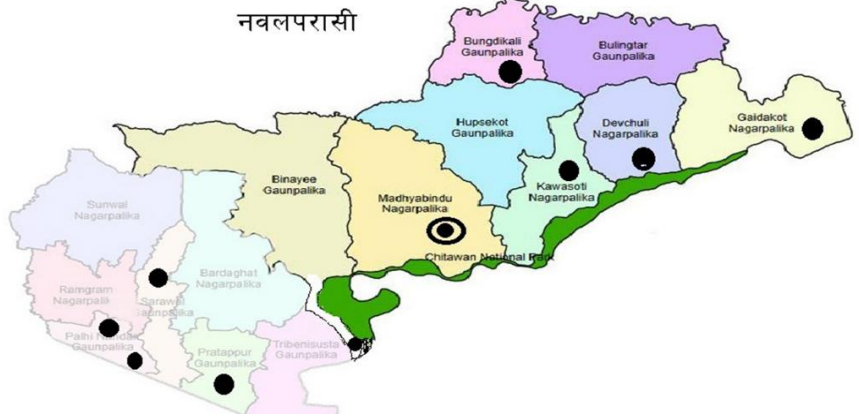 नवलपरासी
Bungdikali
Gaunpalika
Bulingtar
Gaunpalika
Hupsekot
Gaunpalika
Devchuli
Nagarpalika
Gaidakot
Nagarpalika
Binayee
Gaunpalika
Madhyabindu
Nagarpalika
Kawasoti
Nagarpalika
Chitawan National Park
Sunwal
Nagarpalika
Bardaghat
Nagarpalika
Ramgram
Nagarpalik
Sarawal
Gaunpalika
Palhi
Gaunpalika
Pratappur
Gaunpalika
Tribenisusta
Gaunpalika